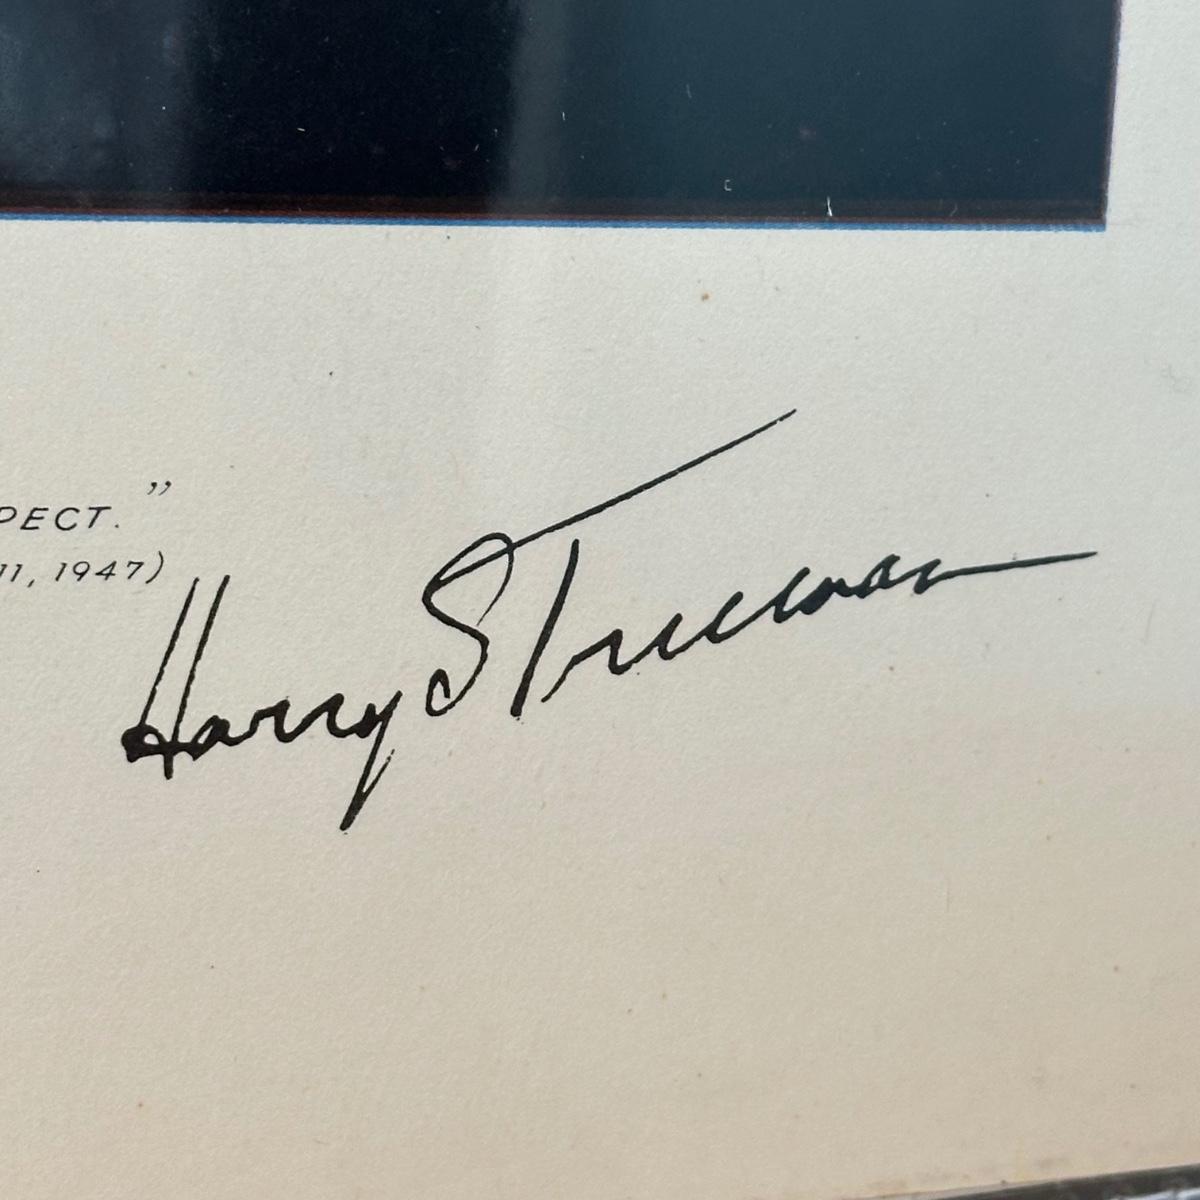 PECT.”
11, 1947)
Harry S Truman